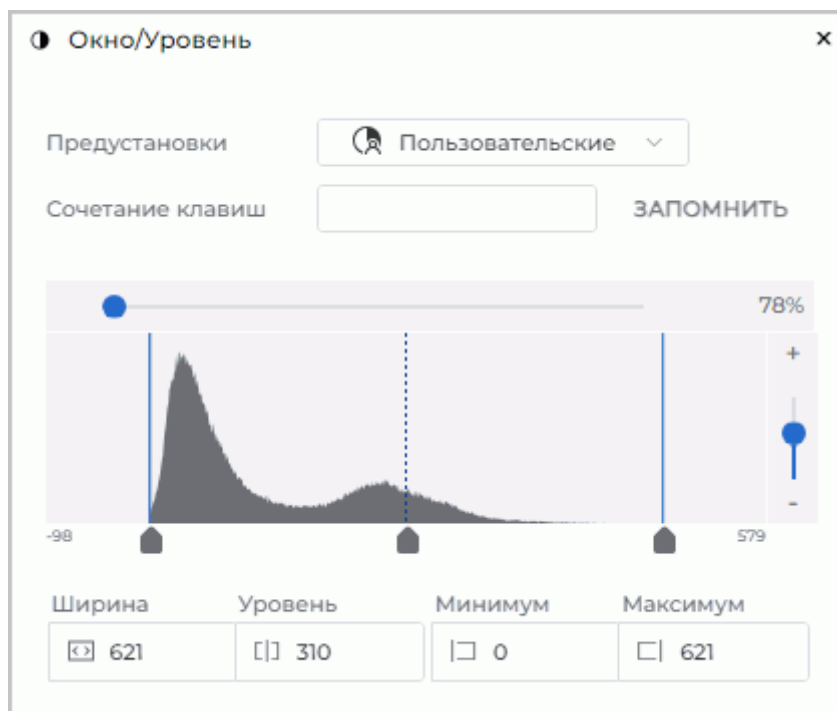 Окно/Уровень
Предустановки Пользовательские
Сочетание клавиш ЗАПОМНИТЬ
78%
+
-
-98 579
Ширина Уровень Минимум Максимум
621 310 0 621